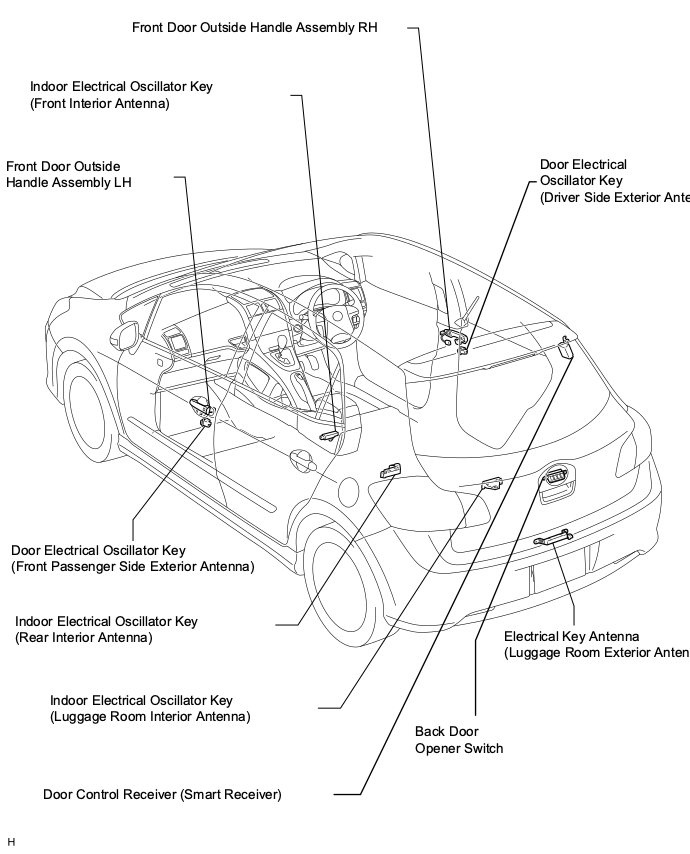 Front Door Outside Handle Assembly RH
Indoor Electrical Oscillator Key
(Front Interior Antenna)
Front Door Outside
Handle Assembly LH
Door Electrical
Oscillator Key
(Driver Side Exterior Ante
Door Electrical Oscillator Key
(Front Passenger Side Exterior Antenna)
Indoor Electrical Oscillator Key
(Rear Interior Antenna)
Electrical Key Antenna
(Luggage Room Exterior Anten
Indoor Electrical Oscillator Key
(Luggage Room Interior Antenna)
Back Door
Opener Switch
Door Control Receiver (Smart Receiver)
H